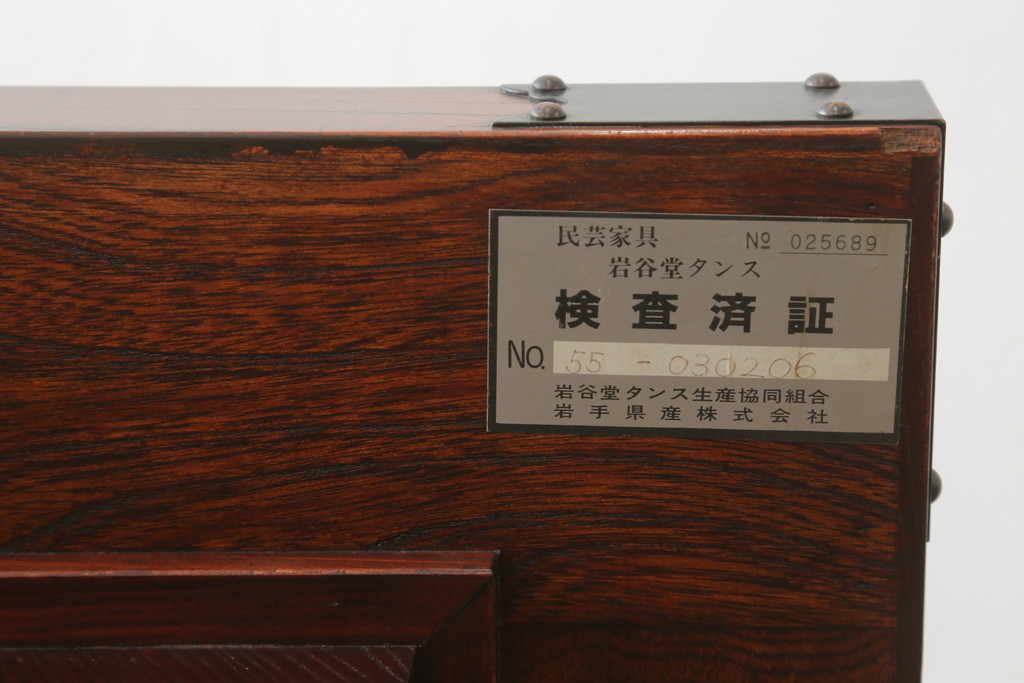 民芸家具 № 025689
岩谷堂タンス
検査済証
NO. 55 - 030206
岩谷堂タンス生産協同組合
岩手県産株式会社